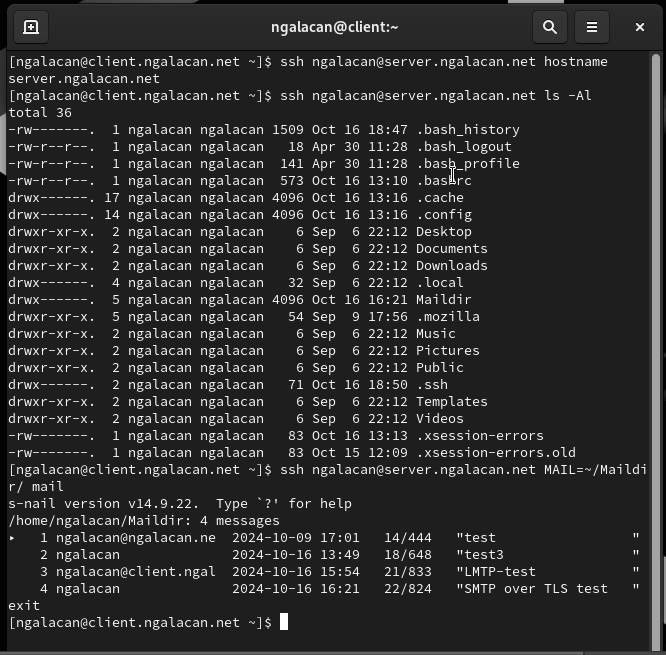 ngalacan@client:~
[ngalacan@client.ngalacan.net ~]$ ssh ngalacan@server.ngalacan.net hostname
server.ngalacan.net
[ngalacan@client.ngalacan.net ~]$ ssh ngalacan@server.ngalacan.net ls -Al
total 36
-rw-------.  1 ngalacan ngalacan 1509 Oct 16 18:47 .bash_history
-rw-r--r--.  1 ngalacan ngalacan   18 Apr 30 11:28 .bash_logout
-rw-r--r--.  1 ngalacan ngalacan  141 Apr 30 11:28 .bash_profile
-rw-r--r--.  1 ngalacan ngalacan  573 Oct 16 13:10 .bashrc
drwx------. 17 ngalacan ngalacan 4096 Oct 16 13:16 .cache
drwx------. 14 ngalacan ngalacan 4096 Oct 16 13:16 .config
drwxr-xr-x.  2 ngalacan ngalacan    6 Sep  6 22:12 Desktop
drwxr-xr-x.  2 ngalacan ngalacan    6 Sep  6 22:12 Documents
drwxr-xr-x.  2 ngalacan ngalacan    6 Sep  6 22:12 Downloads
drwx------.  4 ngalacan ngalacan   32 Sep  6 22:12 .local
drwx------.  5 ngalacan ngalacan 4096 Oct 16 16:21 Maildir
drwxr-xr-x.  5 ngalacan ngalacan   54 Sep  9 17:56 .mozilla
drwxr-xr-x.  2 ngalacan ngalacan    6 Sep  6 22:12 Music
drwxr-xr-x.  2 ngalacan ngalacan    6 Sep  6 22:12 Pictures
drwxr-xr-x.  2 ngalacan ngalacan    6 Sep  6 22:12 Public
drwx------.  2 ngalacan ngalacan   71 Oct 16 18:50 .ssh
drwxr-xr-x.  2 ngalacan ngalacan    6 Sep  6 22:12 Templates
drwxr-xr-x.  2 ngalacan ngalacan    6 Sep  6 22:12 Videos
-rw-------.  1 ngalacan ngalacan   83 Oct 16 13:13 .xsession-errors
-rw-------.  1 ngalacan ngalacan   83 Oct 15 12:09 .xsession-errors.old
[ngalacan@client.ngalacan.net ~]$ ssh ngalacan@server.ngalacan.net MAIL=~/Maildi
r/ mail
s-nail version v14.9.22.  Type `?' for help
/home/ngalacan/Maildir: 4 messages
▸   1 ngalacan@ngalacan.ne  2024-10-09 17:01   14/444   "test                "
    2 ngalacan              2024-10-16 13:49   18/648   "test3               "
    3 ngalacan@client.ngal  2024-10-16 15:54   21/833   "LMTP-test           "
    4 ngalacan              2024-10-16 16:21   22/824   "SMTP over TLS test  "
exit
[ngalacan@client.ngalacan.net ~]$